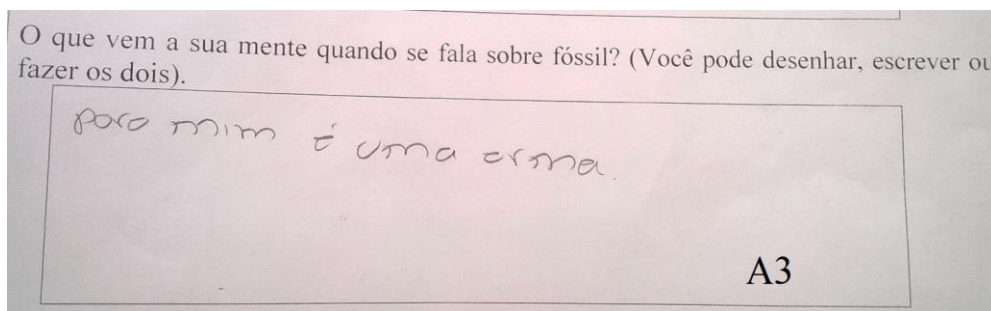 O que vem a sua mente quando se fala sobre fóssil? (Você pode desenhar, escrever ou
fazer os dois).
para mim é uma arma.
A3